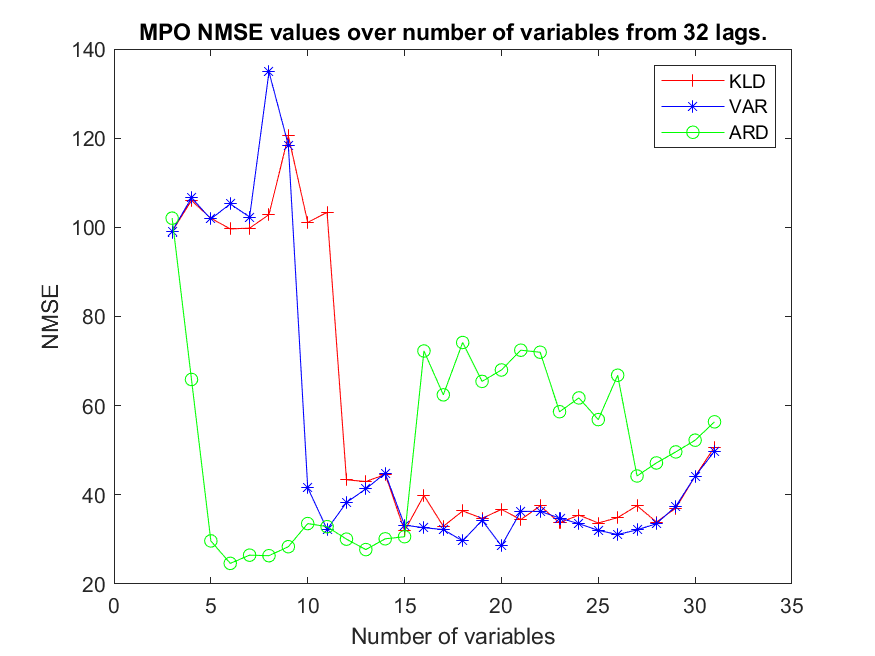 MPO NMSE values over number of variables from 32 lags.
140
120
100
80
60
40
20
NMSE
KLD
VAR
ARD
0 5 10 15 20 25 30 35
Number of variables